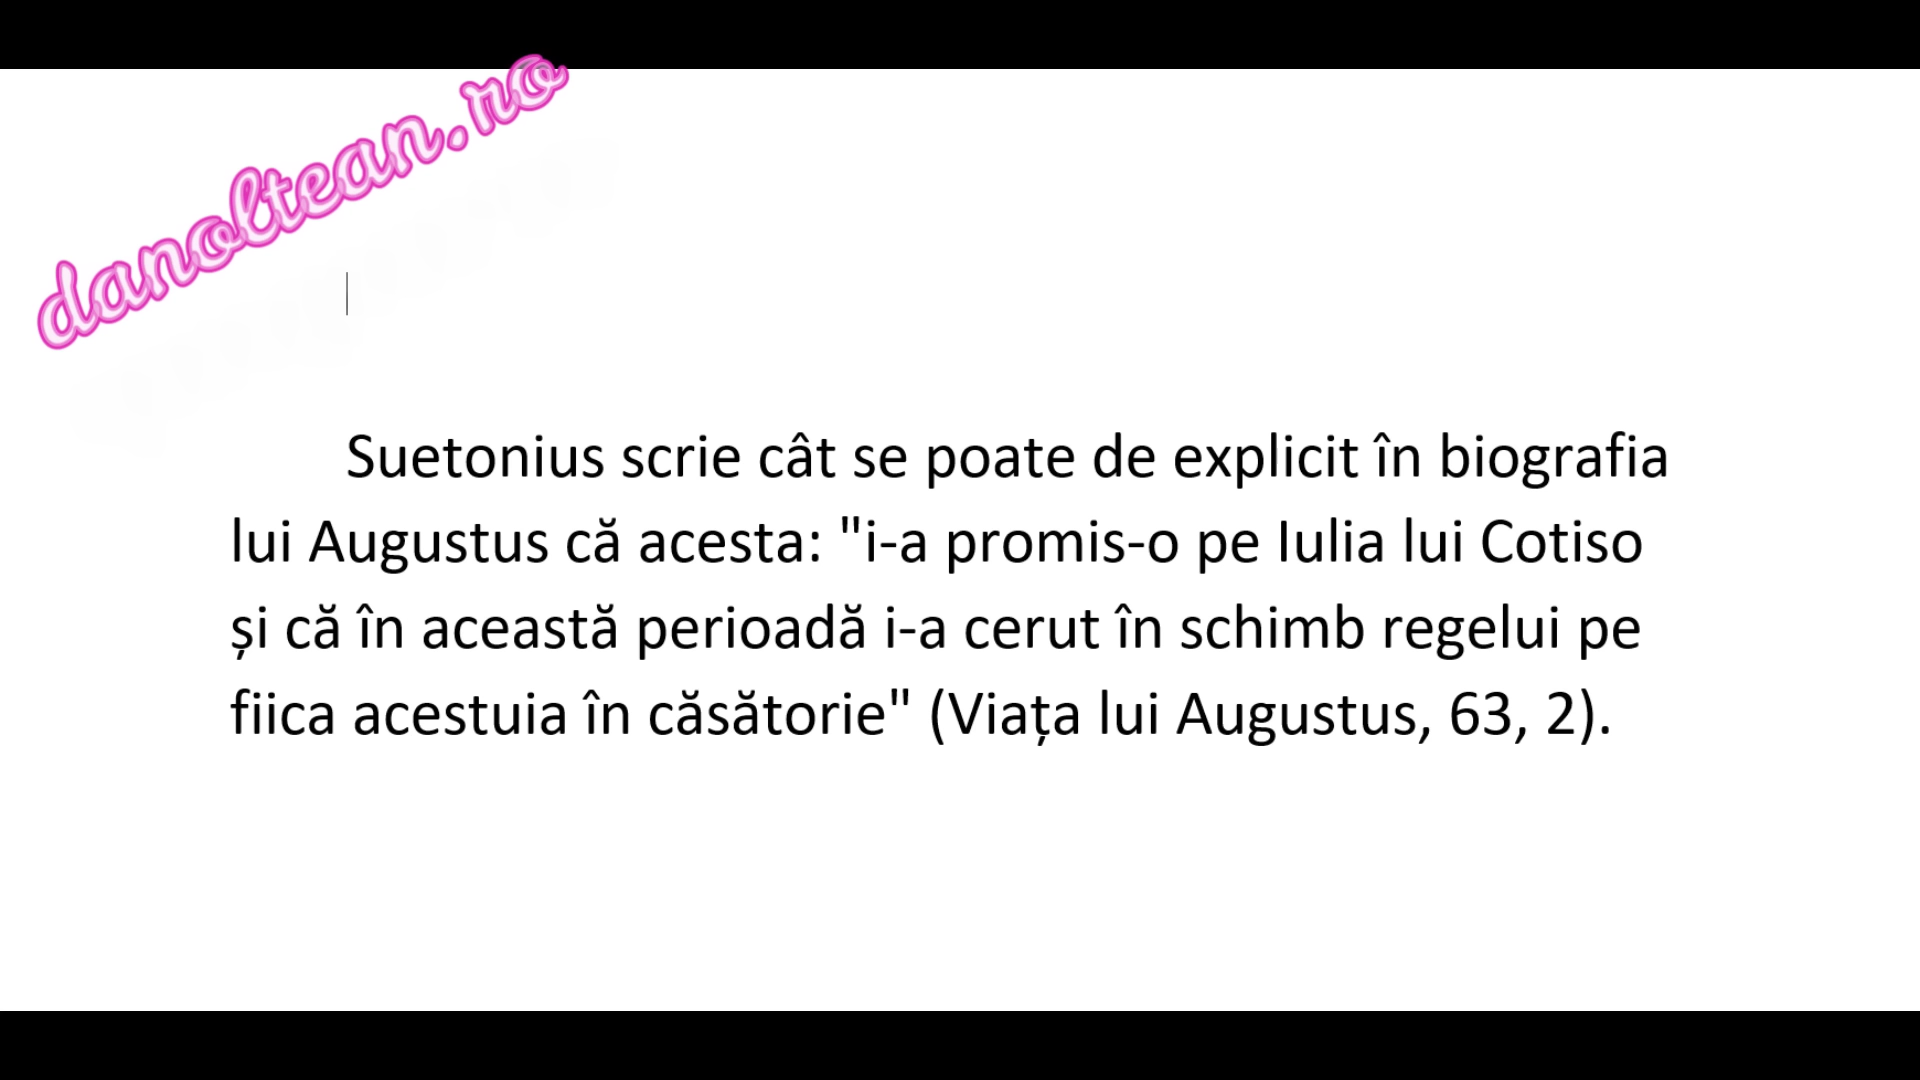 danoltean.ro
Suetonius scrie cât se poate de explicit în biografia
lui Augustus că acesta: "i-a promis-o pe Iulia lui Cotiso
și că în această perioadă i-a cerut în schimb regelui pe
fiica acestuia în căsătorie" (Viața lui Augustus, 63, 2).